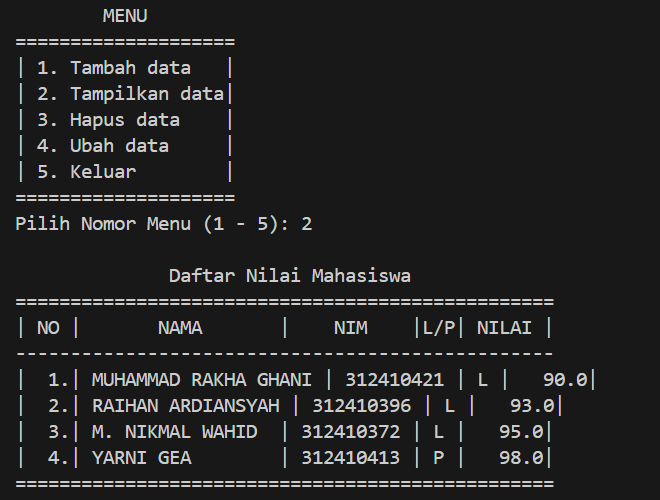 MENU
====================
| 1. Tambah data   |
| 2. Tampilkan data|
| 3. Hapus data    |
| 4. Ubah data     |
| 5. Keluar        |
====================
Pilih Nomor Menu (1 - 5): 2

              Daftar Nilai Mahasiswa
=================================================
| NO |       NAMA       |    NIM    |L/P| NILAI |
-------------------------------------------------
|  1.| MUHAMMAD RAKHA GHANI | 312410421 | L |   90.0|
|  2.| RAIHAN ARDIANSYAH | 312410396 | L |   93.0|
|  3.| M. NIKMAL WAHID  | 312410372 | L |   95.0|
|  4.| YARNI GEA        | 312410413 | P |   98.0|
=================================================